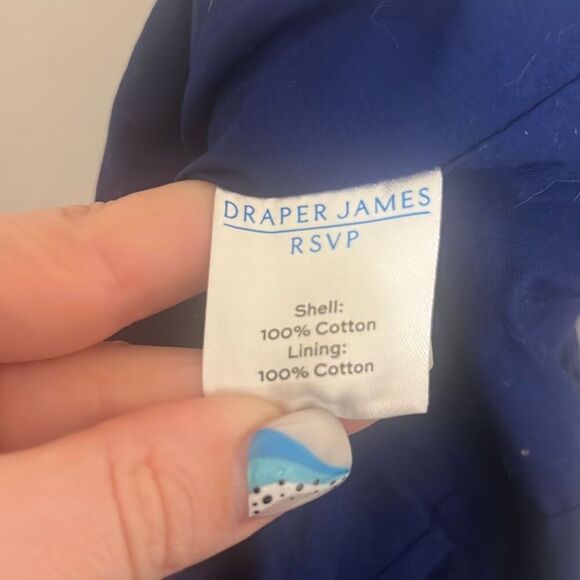 DRAPER JAMES
RSVP
Shell:
100% Cotton
Lining:
100% Cotton